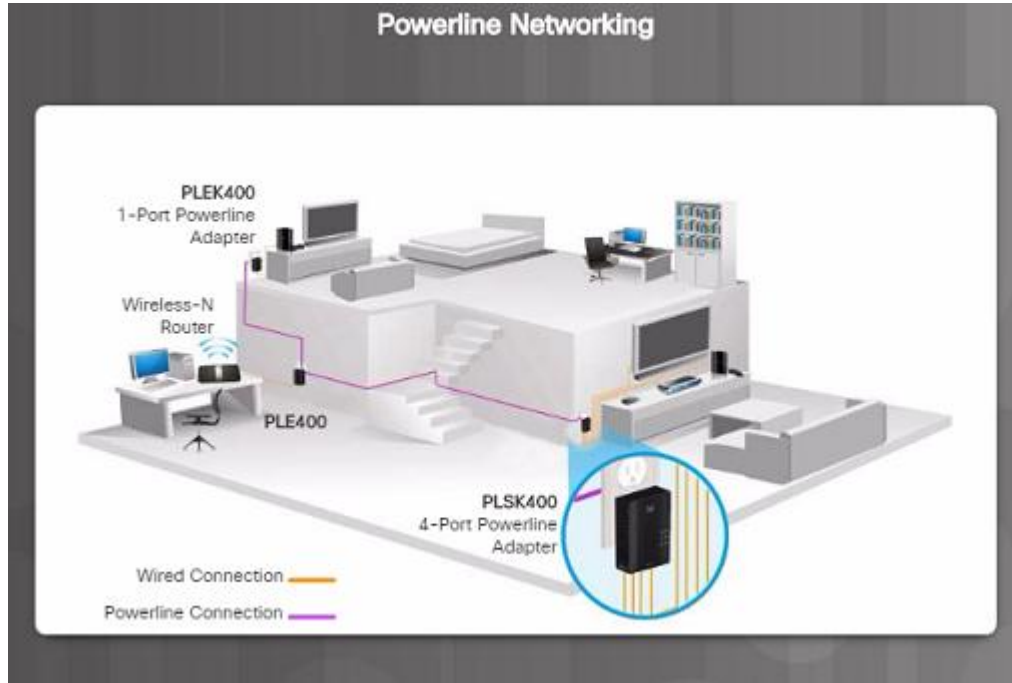 Powerline Networking
PLEK400
1-Port Powerline
Adapter
Wireless-N
Router
PLE400
PLSK400
4-Port Powerline
Adapter
Wired Connection
Powerline Connection